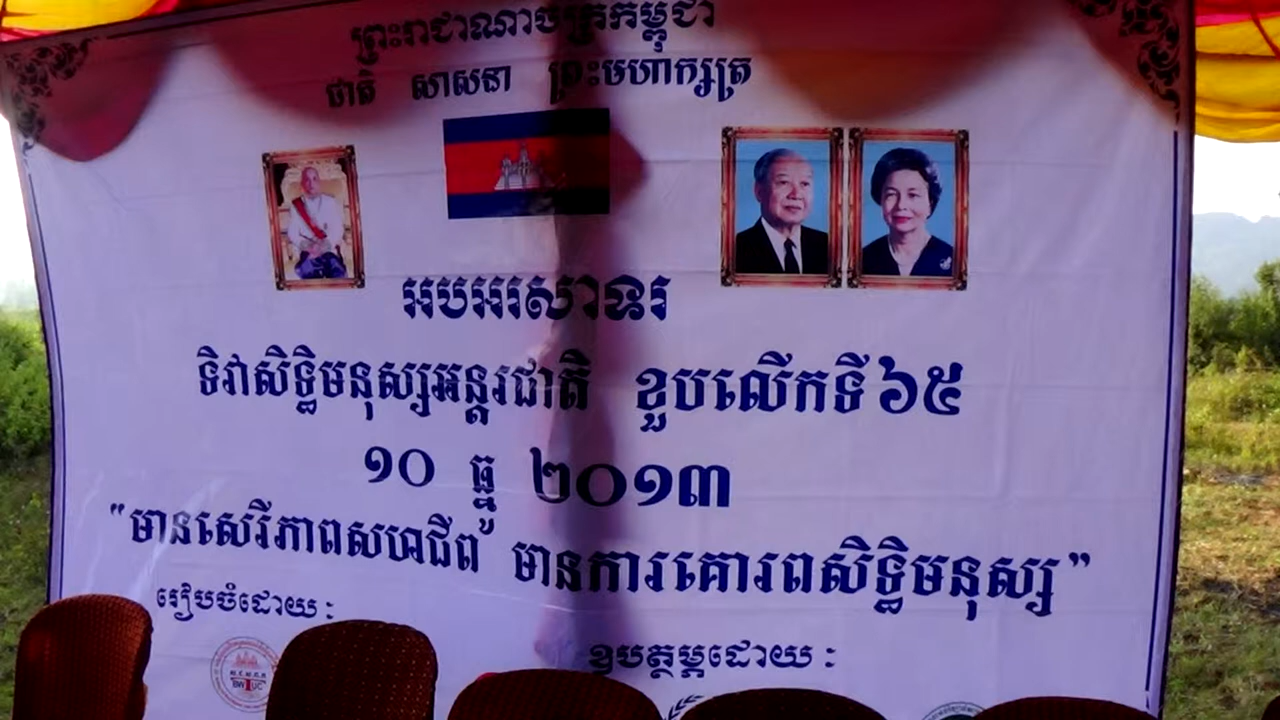 ព្រះរាជាណាចក្រកម្ពុជា
ជាតិ សាសនា ព្រះមហាក្សត្រ
អបអរសាទរ
ទិវាសិទ្ធិមនុស្សអន្តរជាតិ ខួបលើកទី ៦៥
១០ ធ្នូ ២០១៣
"មានសេរីភាពសហជីព មានការគោរពសិទ្ធិមនុស្ស"
រៀបចំដោយ:
ឧបត្ថម្ភដោយ: